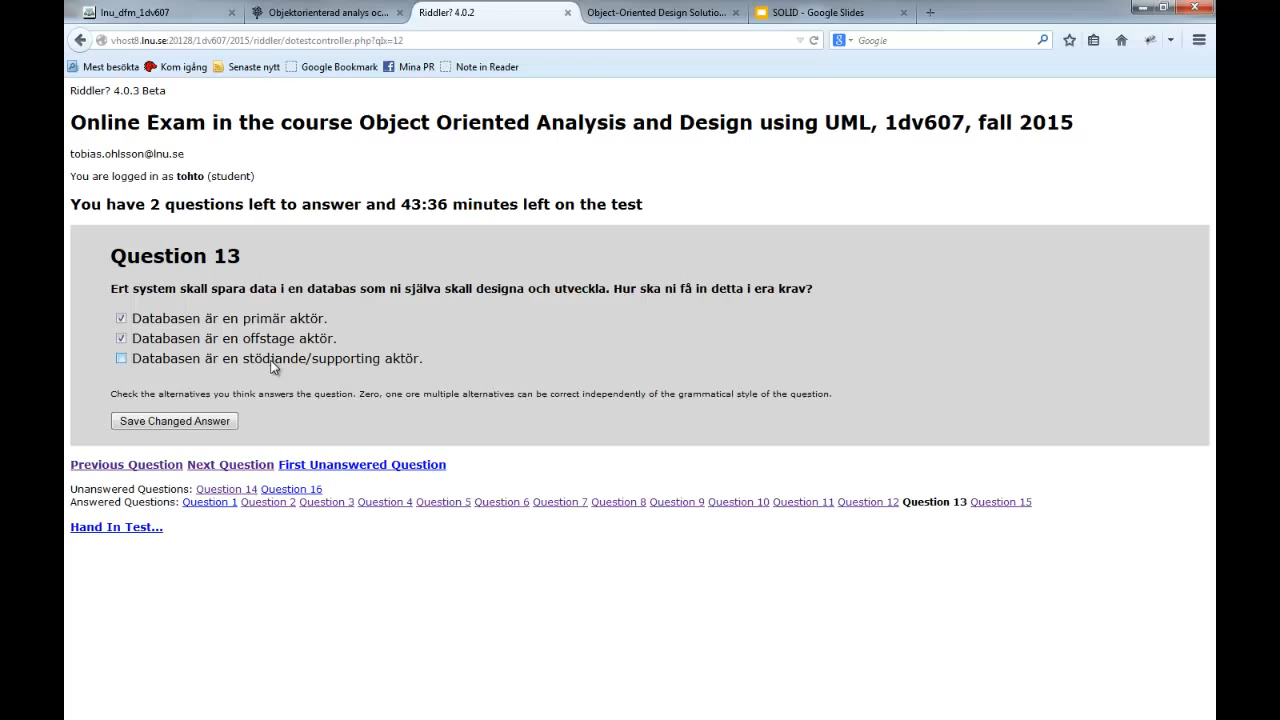 lnu_dfm_1dv607
Objektorienterad analys oc...
Riddler? 4.0.2
Object-Oriented Design Solutio...
SOLID - Google Slides
vhost8.lnu.se:20128/1dv607/2015/riddler/dotestcontroller.php?qix=12
Google
Mest besökta Kom igång Senaste nytt Google Bookmark Mina PR Note in Reader
Riddler? 4.0.3 Beta
Online Exam in the course Object Oriented Analysis and Design using UML, 1dv607, fall 2015
tobias.ohlsson@lnu.se
You are logged in as tohto (student)
You have 2 questions left to answer and 43:36 minutes left on the test
Question 13
Ert system skall spara data i en databas som ni själva skall designa och utveckla. Hur ska ni få in detta i era krav?
Databasen är en primär aktör.
Databasen är en offstage aktör.
Databasen är en stödjande/supporting aktör.
Check the alternatives you think answers the question. Zero, one ore multiple alternatives can be correct independently of the grammatical style of the question.
Save Changed Answer
Previous Question Next Question First Unanswered Question
Unanswered Questions: Question 14 Question 16
Answered Questions: Question 1 Question 2 Question 3 Question 4 Question 5 Question 6 Question 7 Question 8 Question 9 Question 10 Question 11 Question 12 Question 13 Question 15
Hand In Test...